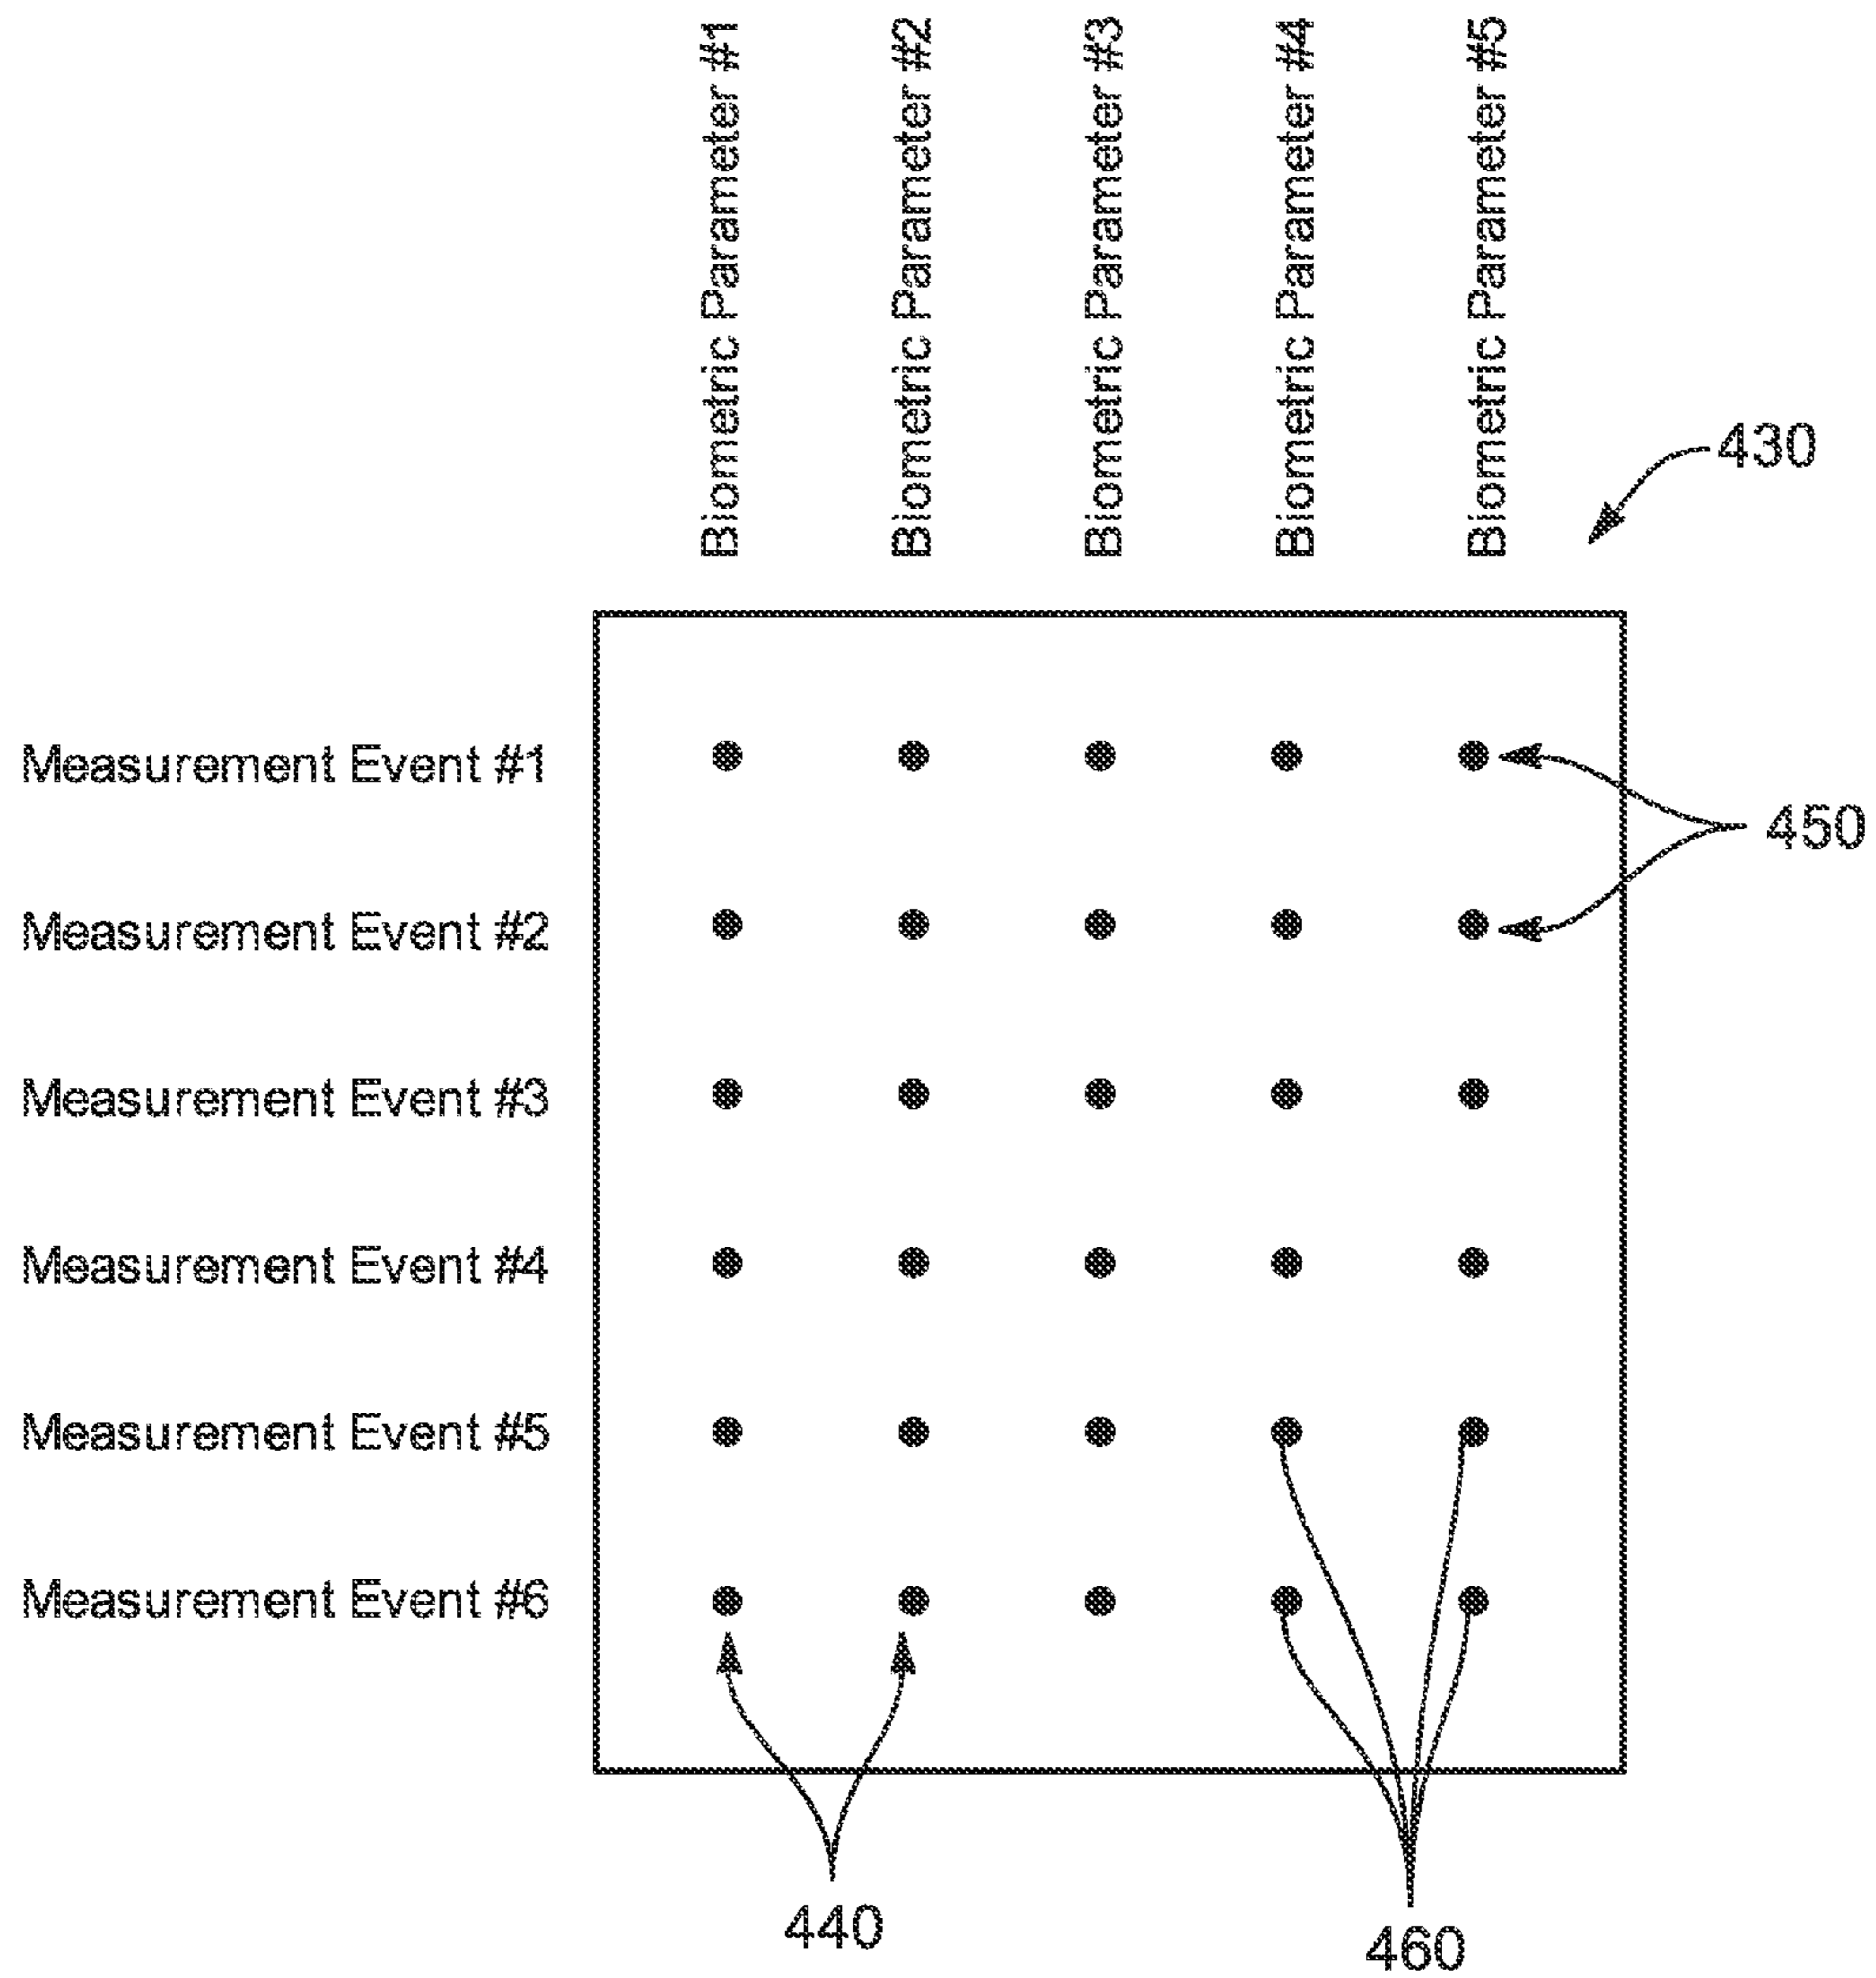 Biometric Parameter #1
Biometric Parameter #2
Biometric Parameter #3
Biometric Parameter #4
Biometric Parameter #5
430
Measurement Event #1
450
Measurement Event #2
Measurement Event #3
Measurement Event #4
Measurement Event #5
Measurement Event #6
440
460